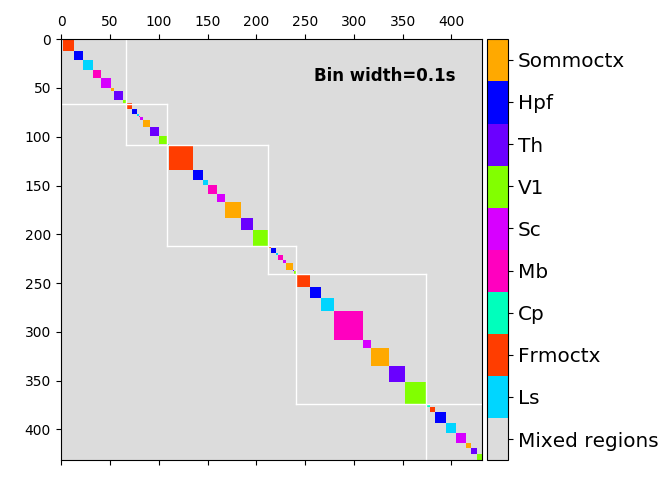 0 50 100 150 200 250 300 350 400
0
50
100
150
200
250
300
350
400
Bin width=0.1s
Sommoctx
Hpf
Th
V1
Sc
Mb
Cp
Frmoctx
Ls
Mixed regions